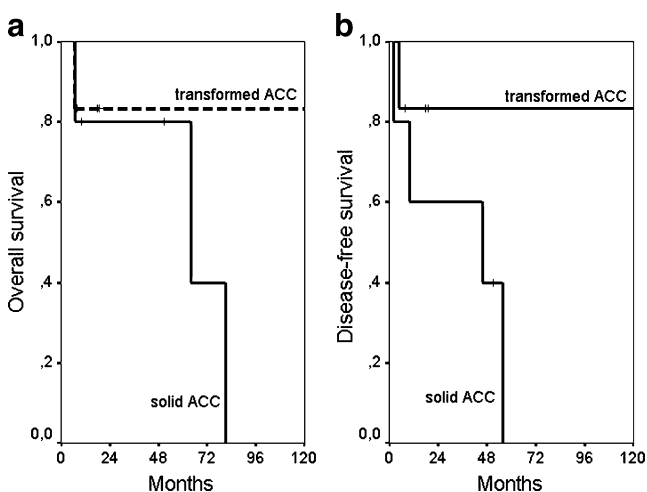 a
1,0
,8
,6
,4
,2
0,0
Overall survival
transformed ACC
solid ACC
0 24 48 72 96 120
Months
b
1,0
,8
,6
,4
,2
0,0
Disease-free survival
transformed ACC
solid ACC
0 24 48 72 96 120
Months